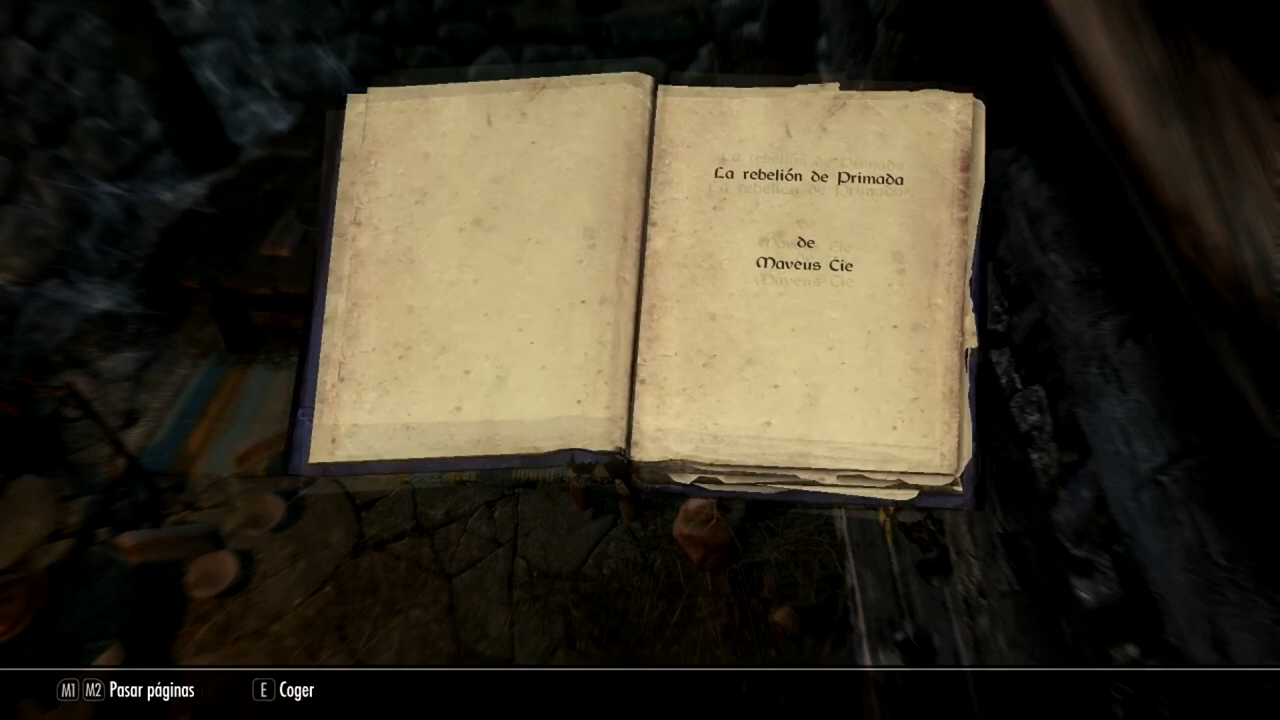 La rebelión de Primada
de
Maveus Cie
M1 M2 Pasar páginas
E Coger